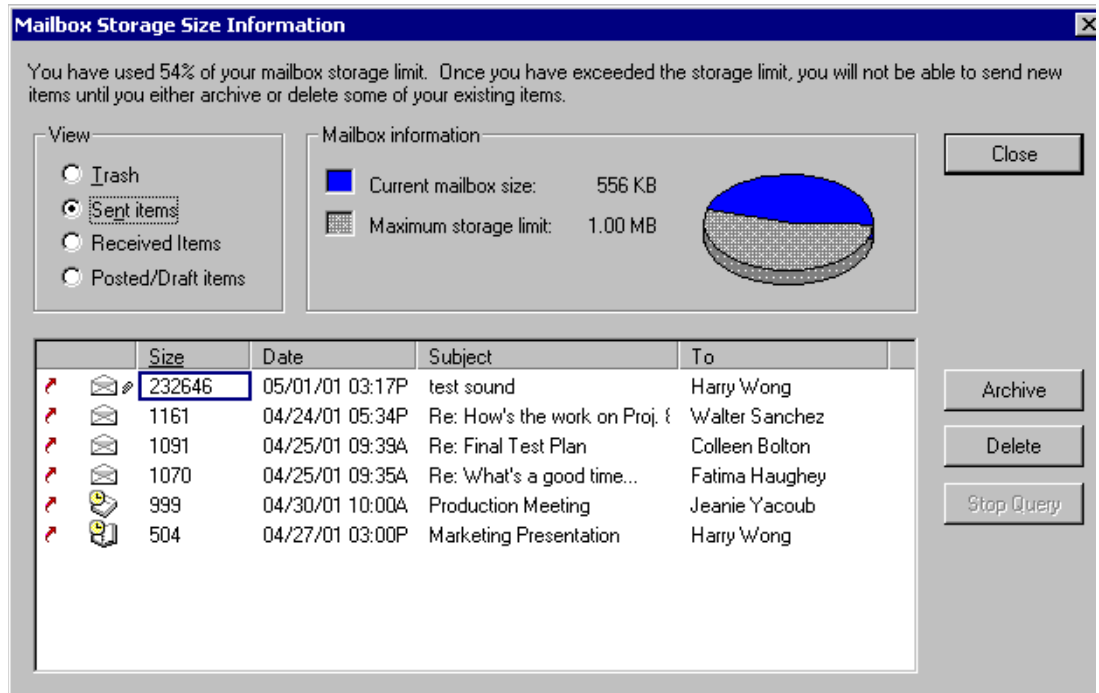 Mailbox Storage Size Information
You have used 54% of your mailbox storage limit.  Once you have exceeded the storage limit, you will not be able to send new
items until you either archive or delete some of your existing items.
View
Trash
Sent items
Received Items
Posted/Draft items
Mailbox information
Current mailbox size: 556 KB
Maximum storage limit: 1.00 MB
Close
Size Date Subject To
232646 05/01/01 03:17P test sound Harry Wong
1161 04/24/01 05:34P Re: How's the work on Proj. Walter Sanchez
1091 04/25/01 09:39A Re: Final Test Plan Colleen Bolton
1070 04/25/01 09:35A Re: What's a good time... Fatima Haughey
999 04/30/01 10:00A Production Meeting Jeanie Yacoub
504 04/27/01 03:00P Marketing Presentation Harry Wong
Archive
Delete
Stop Query